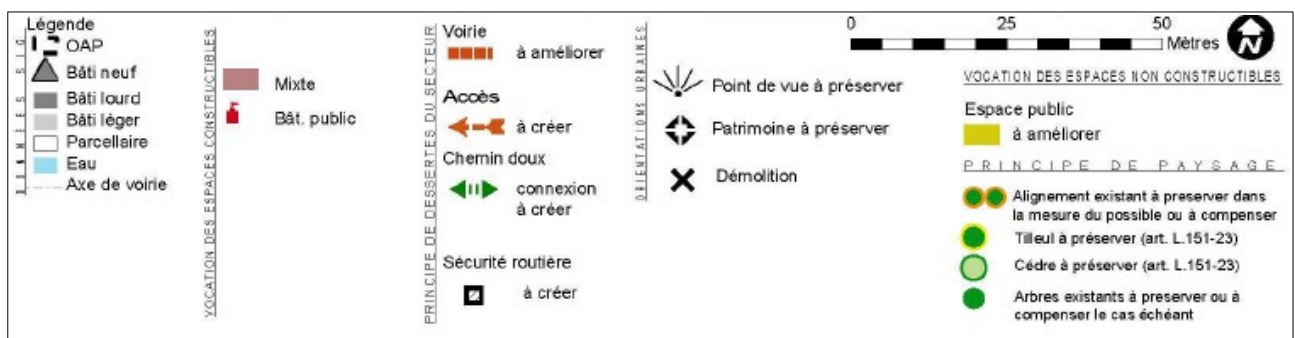 Légende
OAP
Bâti neuf
Bâti lourd
Bâti léger
Parcellaire
Eau
Axe de voirie
VOCATION DES ESPACES CONSTRUCTIBLES
Mixte
Bât. public
PRINCIPE DE DESSERTES DU SECTEUR
Voirie
à améliorer
Accès
à créer
Chemin doux
connexion
à créer
Sécurité routière
à créer
ORIENTATIONS URBAINES
Point de vue à préserver
Patrimoine à préserver
Démolition
0 25 50
Mètres
N
VOCATION DES ESPACES NON CONSTRUCTIBLES
Espace public
à améliorer
PRINCIPE DE PAYSAGE
Alignement existant à préserver dans
la mesure du possible ou à compenser
Tilleul à préserver (art. L.151-23)
Cédre à préserver (art. L.151-23)
Arbres existants à preserver ou à
compenser le cas échéant